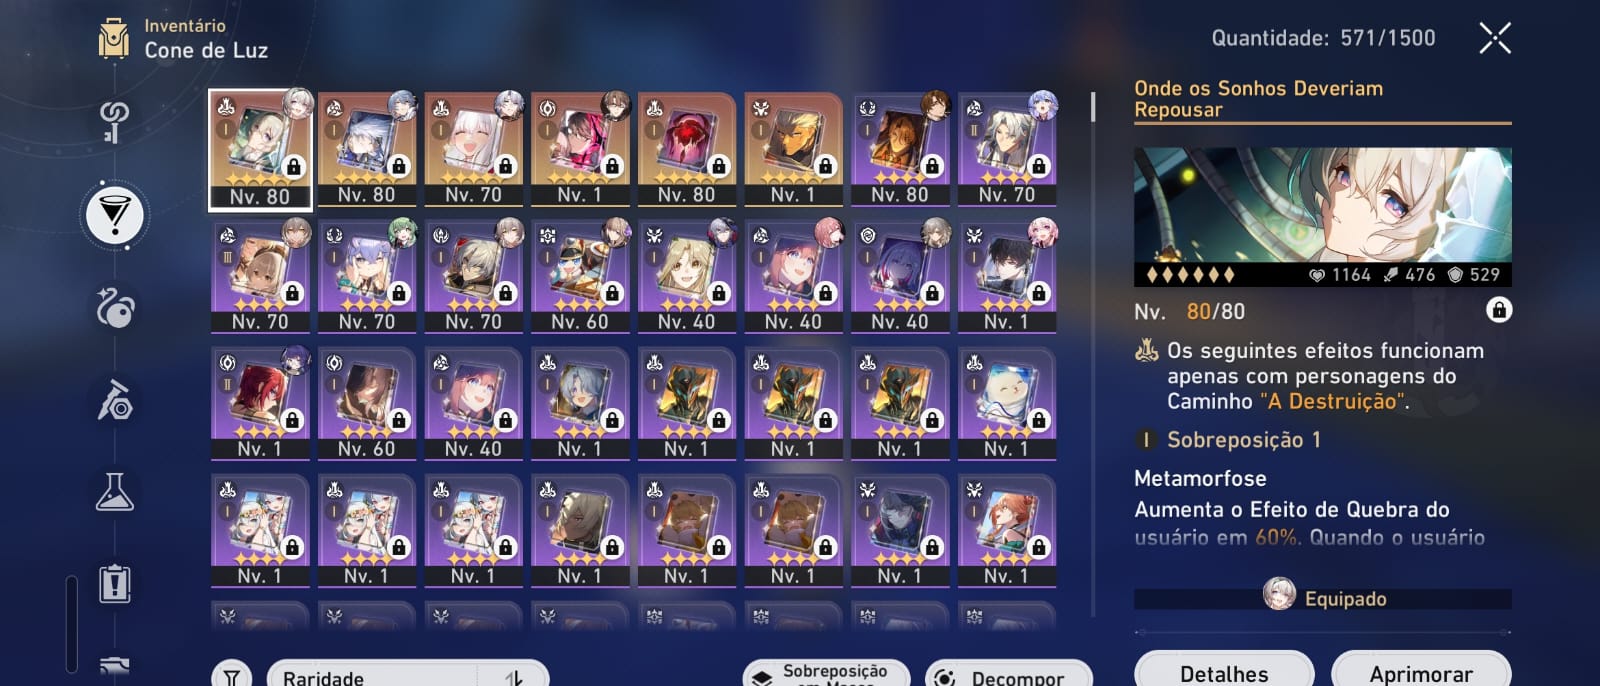 Inventário
Cone de Luz
Quantidade: 571/1500
Nv. 80
Nv. 80
Nv. 70
Nv. 1
Nv. 80
Nv. 1
Nv. 80
Nv. 70
Nv. 70
Nv. 70
Nv. 70
Nv. 60
Nv. 40
Nv. 40
Nv. 40
Nv. 1
Nv. 1
Nv. 60
Nv. 40
Nv. 1
Nv. 1
Nv. 1
Nv. 1
Nv. 1
Nv. 1
Nv. 1
Nv. 1
Nv. 1
Nv. 1
Nv. 1
Nv. 1
Nv. 1
Raridade
Sobreposição
em Massa
Decompor
Onde os Sonhos Deveriam
Repousar
1164 476 529
Nv. 80/80
Os seguintes efeitos funcionam
apenas com personagens do
Caminho "A Destruição".
I Sobreposição 1
Metamorfose
Aumenta o Efeito de Quebra do
usuário em 60%. Quando o usuário
Equipado
Detalhes
Aprimorar